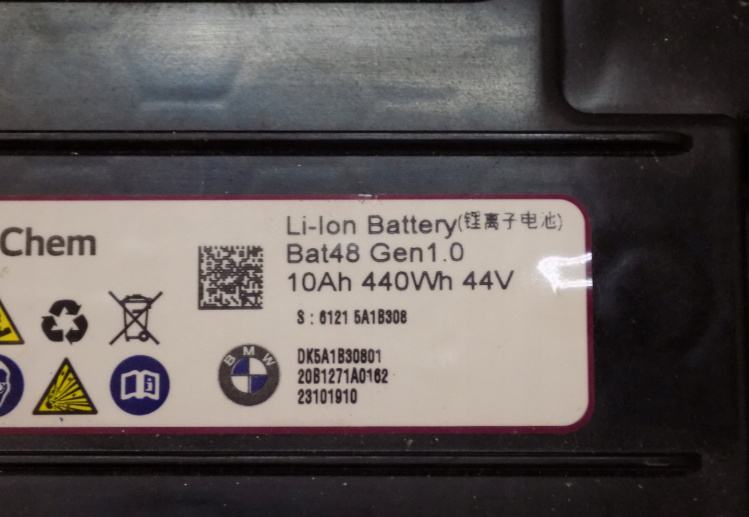 Chem
Li-Ion Battery(锂离子电池)
Bat48 Gen1.0
10Ah 440Wh 44V
S : 6121 5A1B308
BMW
DK5A1B30801
20B1271A0162
23101910